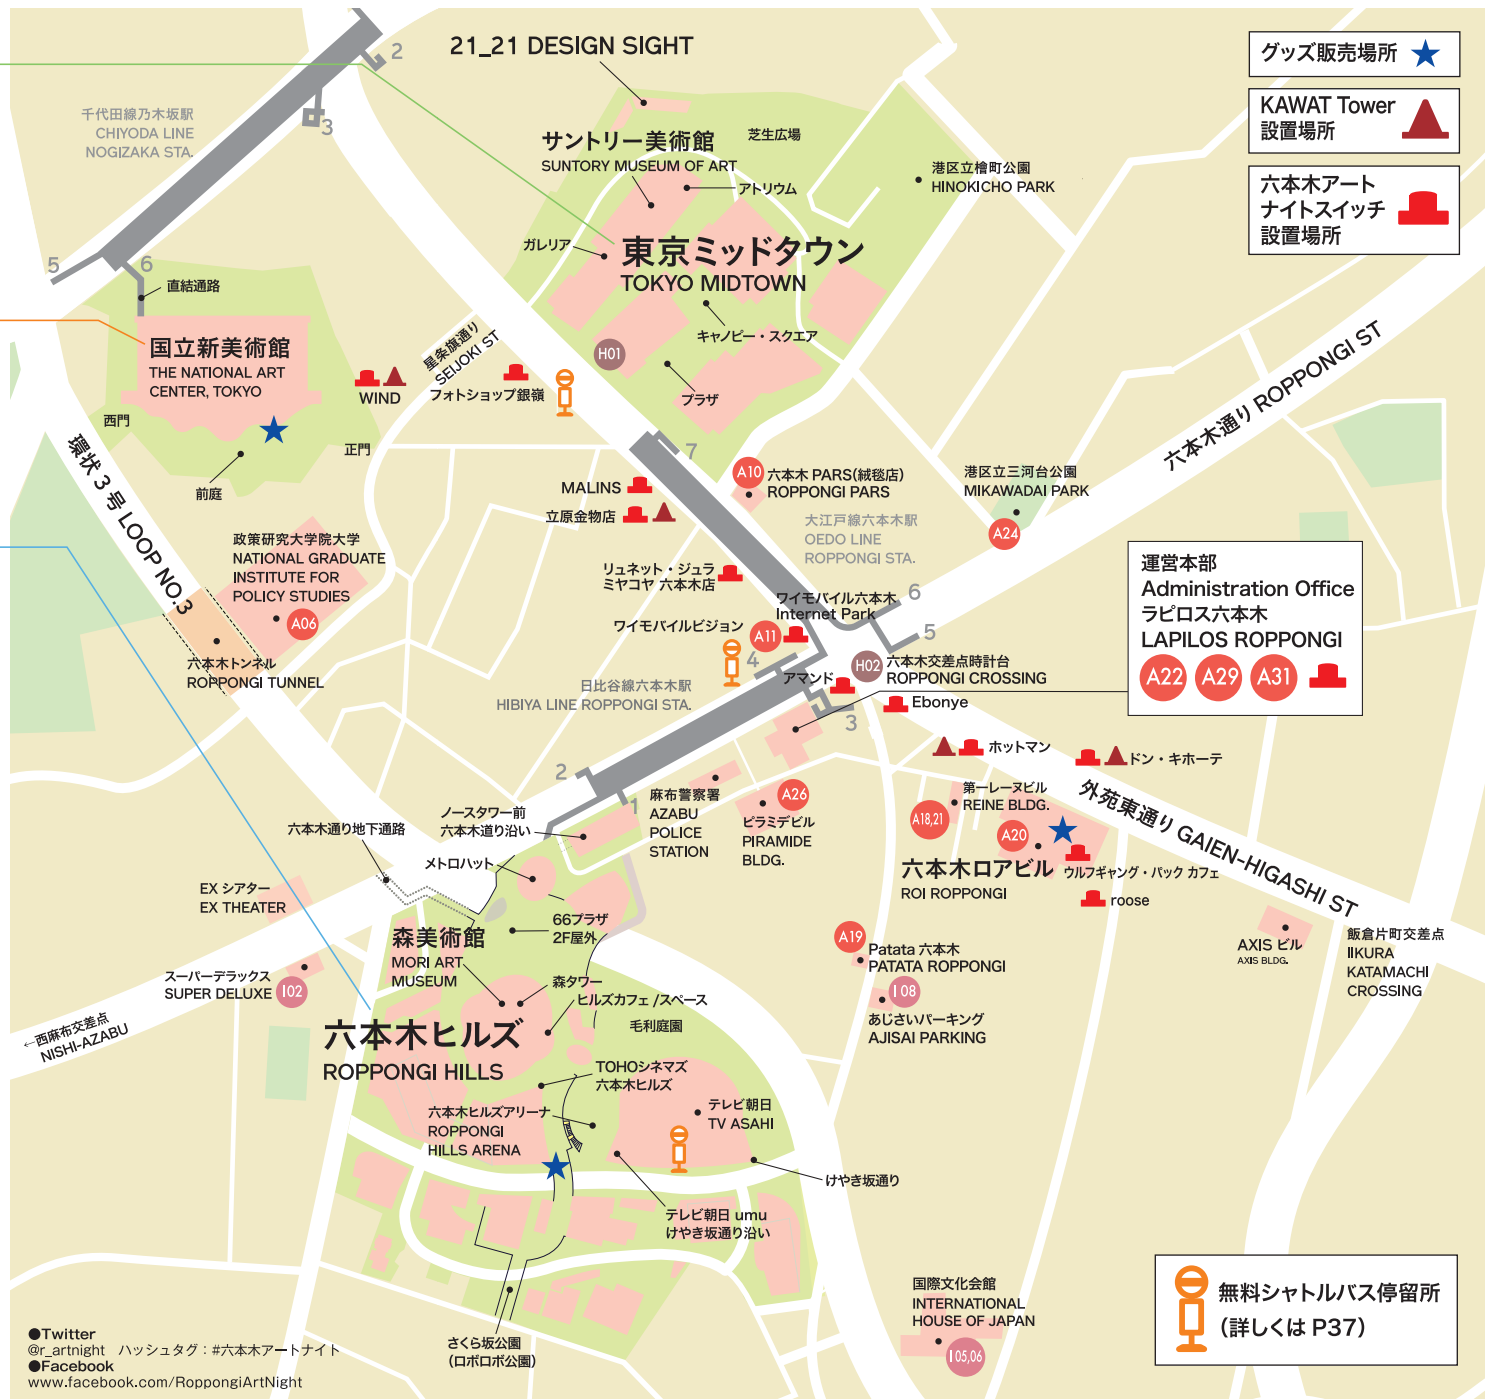 21_21 DESIGN SIGHT
グッズ販売場所
KAWAT Tower
設置場所
六本木アート
ナイトスイッチ
設置場所
2
3
千代田線乃木坂駅
CHIYODA LINE
NOGIZAKA STA.
サントリー美術館
SUNTORY MUSEUM OF ART
芝生広場
アトリウム
港区立檜町公園
HINOKICHO PARK
ガレリア
東京ミッドタウン
TOKYO MIDTOWN
キャノピー・スクエア
H01
プラザ
5
6
直結通路
国立新美術館
THE NATIONAL ART
CENTER, TOKYO
西門
正門
前庭
WIND
星条旗通り
SEIJOKI ST
フォトショップ銀嶺
六本木通り ROPPONGI ST
環状3号 LOOP NO.3
7
A10
六本木 PARS(絨毯店)
ROPPONGI PARS
港区立三河台公園
MIKAWADAI PARK
A24
MALINS
立原金物店
大江戸線六本木駅
OEDO LINE
ROPPONGI STA.
政策研究大学院大学
NATIONAL GRADUATE
INSTITUTE FOR
POLICY STUDIES
A06
六本木トンネル
ROPPONGI TUNNEL
リュネット・ジュラ
ミヤコヤ 六本木店
ワイモバイル六本木
Internet Park
ワイモバイルビジョン
A11
6
5
4
3
運営本部
Administration Office
ラピロス六本木
LAPILOS ROPPONGI
A22
A29
A31
H02
六本木交差点時計台
ROPPONGI CROSSING
アマンド
Ebonye
日比谷線六本木駅
HIBIYA LINE ROPPONGI STA.
ホットマン
ドン・キホーテ
2
1
麻布警察署
AZABU
POLICE
STATION
A26
ピラミデビル
PIRAMIDE
BLDG.
第一レーヌビル
REINE BLDG.
A18,21
A20
外苑東通り GAIEN-HIGASHI ST
六本木ロアビル
ROI ROPPONGI
ウルフギャング・パック カフェ
roose
ノースタワー前
六本木道り沿い
六本木通り地下通路
メトロハット
EX シアター
EX THEATER
66プラザ
2F屋外
森美術館
MORI ART
MUSEUM
森タワー
ヒルズカフェ /スペース
毛利庭園
スーパーデラックス
SUPER DELUXE
I02
←西麻布交差点
NISHI-AZABU
六本木ヒルズ
ROPPONGI HILLS
A19
Patata 六本木
PATATA ROPPONGI
I 08
あじさいパーキング
AJISAI PARKING
AXIS ビル
AXIS BLDG.
飯倉片町交差点
IIKURA
KATAMACHI
CROSSING
TOHOシネマズ
六本木ヒルズ
六本木ヒルズアリーナ
ROPPONGI
HILLS ARENA
テレビ朝日
TV ASAHI
けやき坂通り
テレビ朝日 umu
けやき坂通り沿い
さくら坂公園
(ロボロボ公園)
国際文化会館
INTERNATIONAL
HOUSE OF JAPAN
I 05,06
無料シャトルバス停留所
(詳しくは P37)
●Twitter
@r_artnight ハッシュタグ：#六本木アートナイト
●Facebook
www.facebook.com/RoppongiArtNight